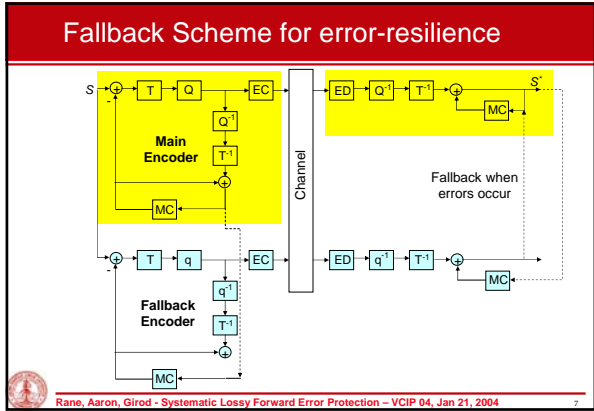 Fallback Scheme for error-resilience
S + T Q EC ED Q-1 T-1 + S*
-
Q-1 MC
Main
Encoder
T-1
+
MC
Channel
Fallback when
errors occur
+ T q EC ED q-1 T-1 +
-
q-1 MC
Fallback
Encoder
T-1
+
MC
Rane, Aaron, Girod - Systematic Lossy Forward Error Protection – VCIP 04, Jan 21, 2004 7